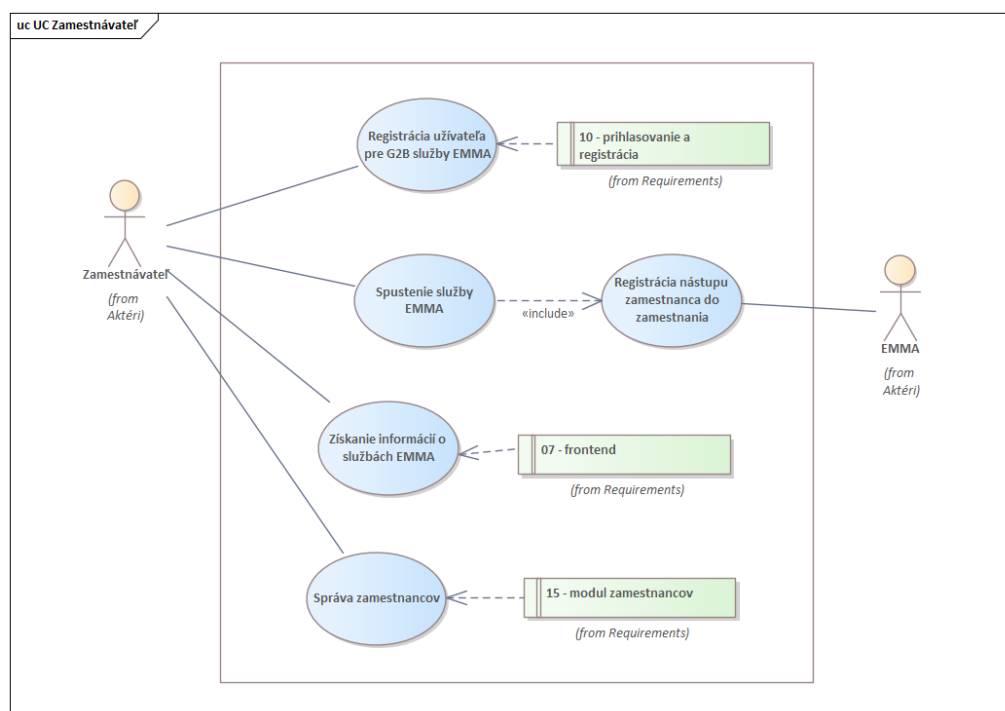 uc UC Zamestnávateľ
Registrácia užívateľa
pre G2B služby EMMA
10 - prihlasovanie a
registrácia
(from Requirements)
Zamestnávateľ
(from
Aktéri)
Spustenie služby
EMMA
«include»
Registrácia nástupu
zamestnanca do
zamestnania
EMMA
(from
Aktéri)
Získanie informácií o
službách EMMA
07 - frontend
(from Requirements)
Správa zamestnancov
15 - modul zamestnancov
(from Requirements)